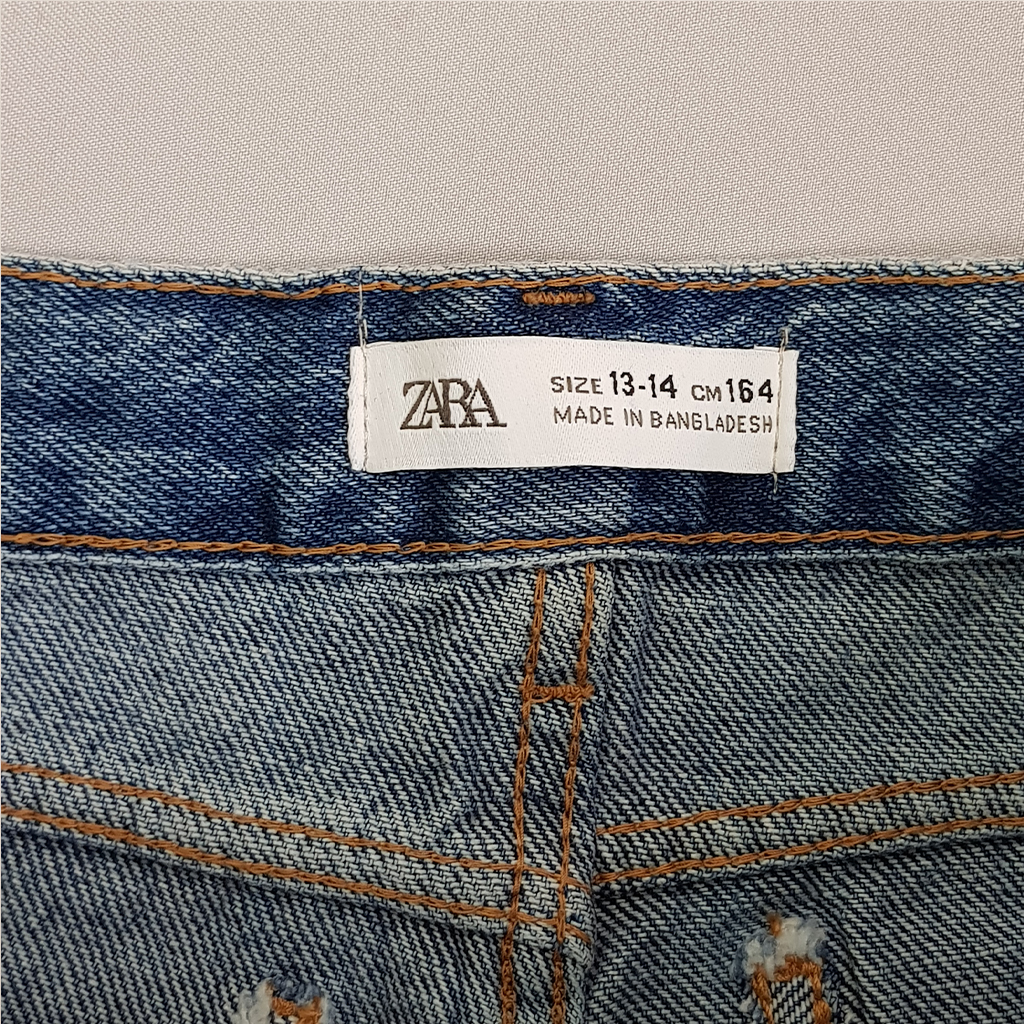 ZARA
SIZE 13-14 CM 164
MADE IN BANGLADESH